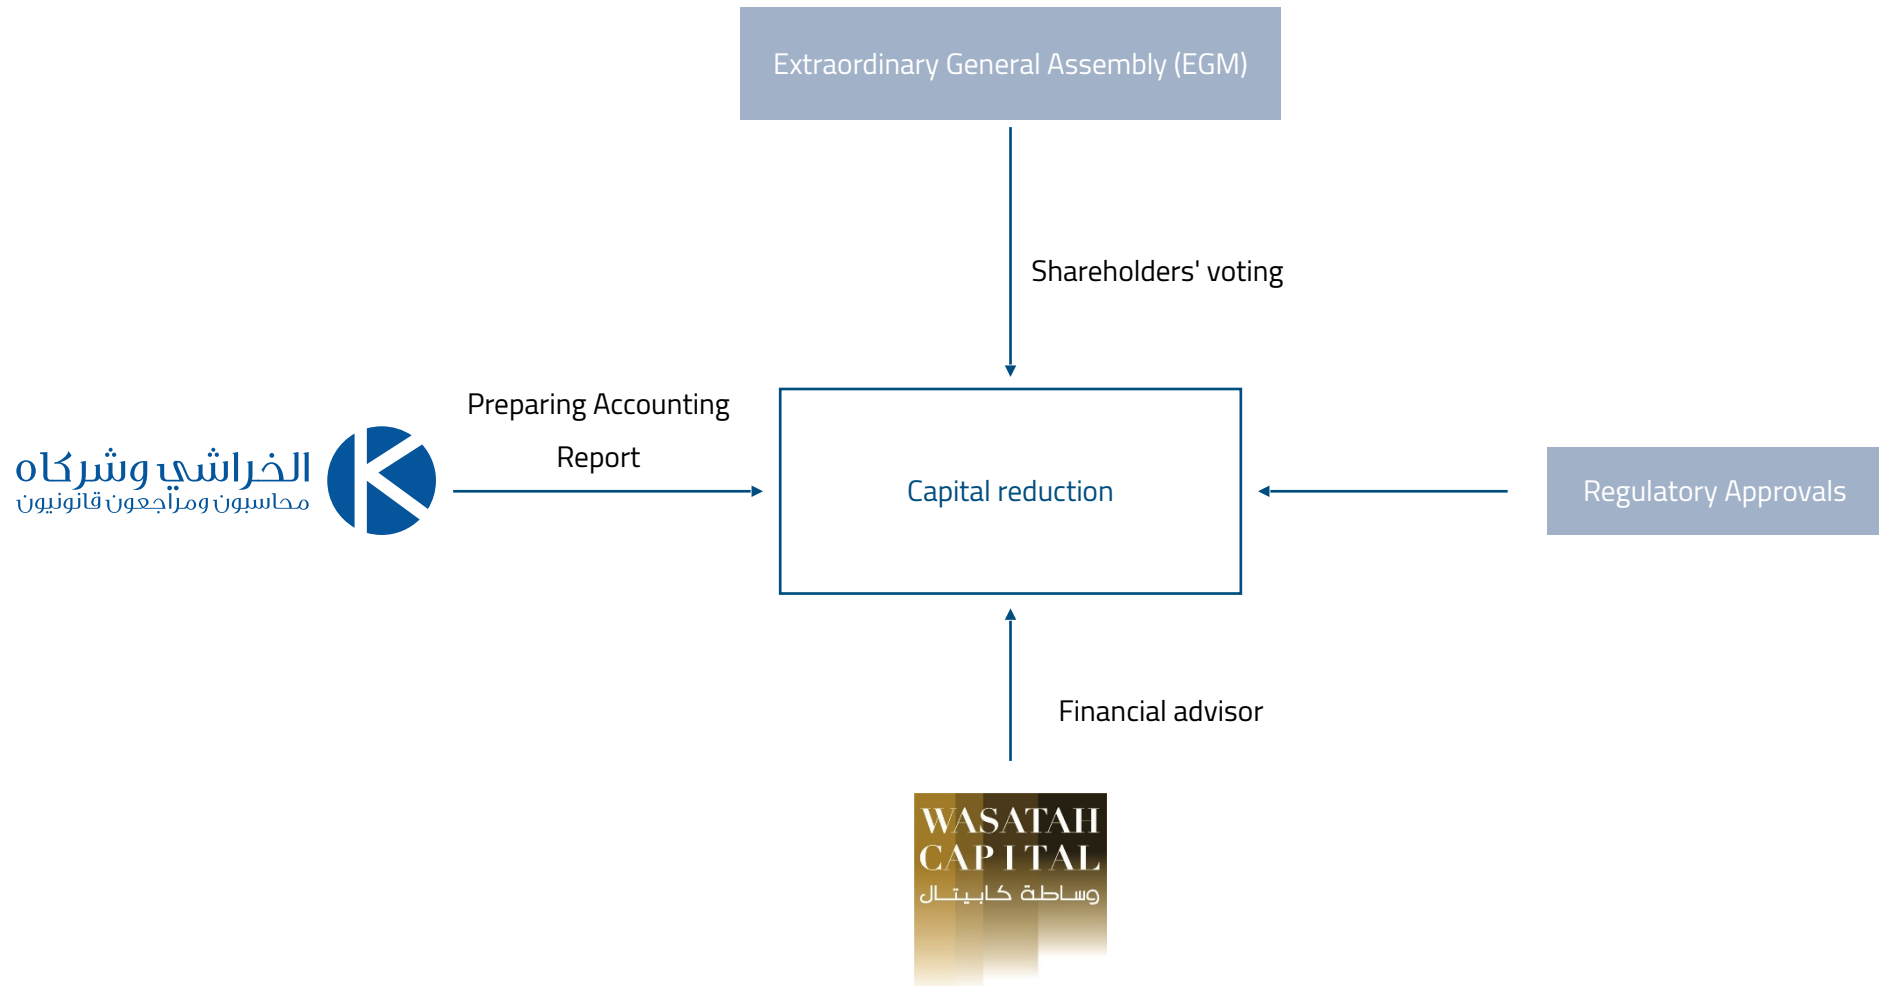 Extraordinary General Assembly (EGM)
Shareholders' voting
Preparing Accounting
Report
الخراشي وشركاه
محاسبون ومراجعون قانونيون
Capital reduction
Regulatory Approvals
Financial advisor
WASATAH
CAPITAL
وساطة كابيتال